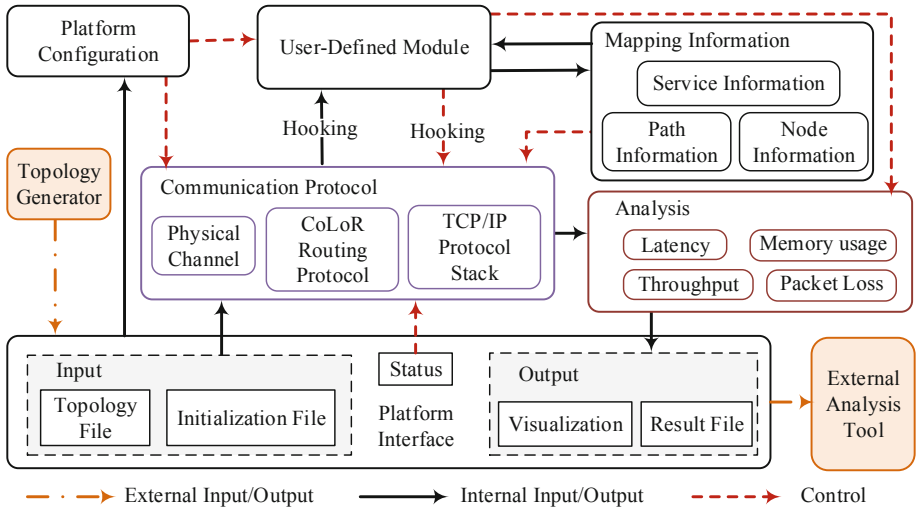 Platform
Configuration
User-Defined Module
Mapping Information
Service Information
Path
Information
Node
Information
Hooking
Hooking
Topology
Generator
Communication Protocol
Physical
Channel
CoLoR
Routing
Protocol
TCP/IP
Protocol
Stack
Analysis
Latency
Memory usage
Throughput
Packet Loss
Input
Topology
File
Initialization File
Status
Platform
Interface
Output
Visualization
Result File
External
Analysis
Tool
External Input/Output
Internal Input/Output
Control